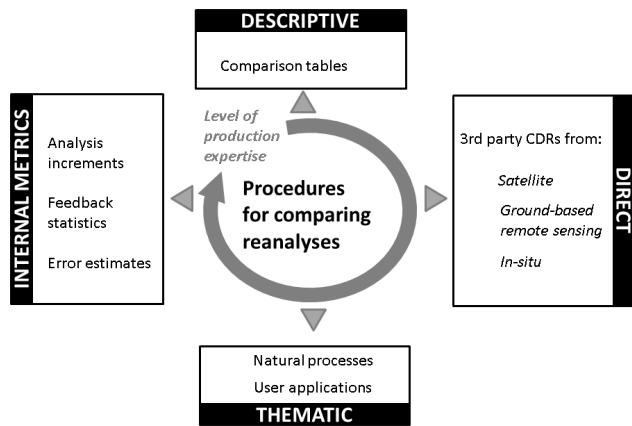 DESCRIPTIVE
Comparison tables
Level of
production
expertise
Procedures
for comparing
reanalyses
INTERNAL METRICS
Analysis
increments
Feedback
statistics
Error estimates
3rd party CDRs from:
Satellite
Ground-based
remote sensing
In-situ
DIRECT
Natural processes
User applications
THEMATIC